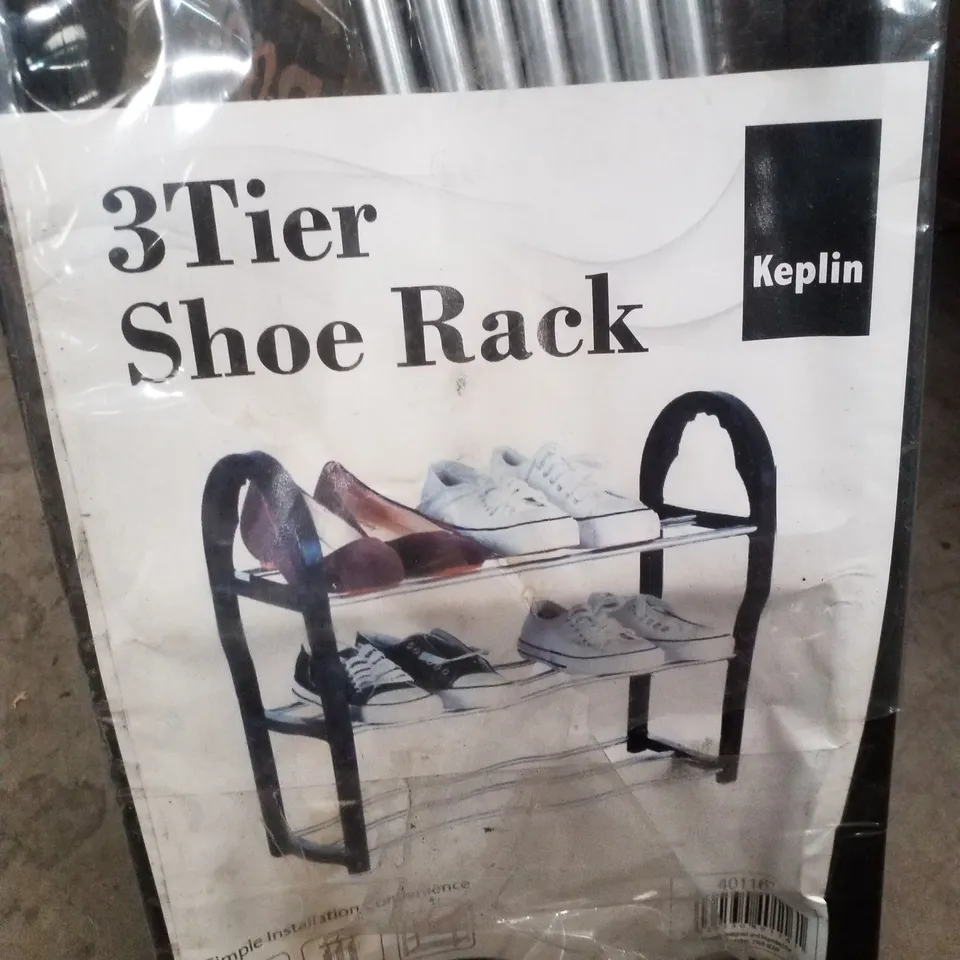 3Tier
Shoe Rack
Keplin
Simple Installation Convenience
40116